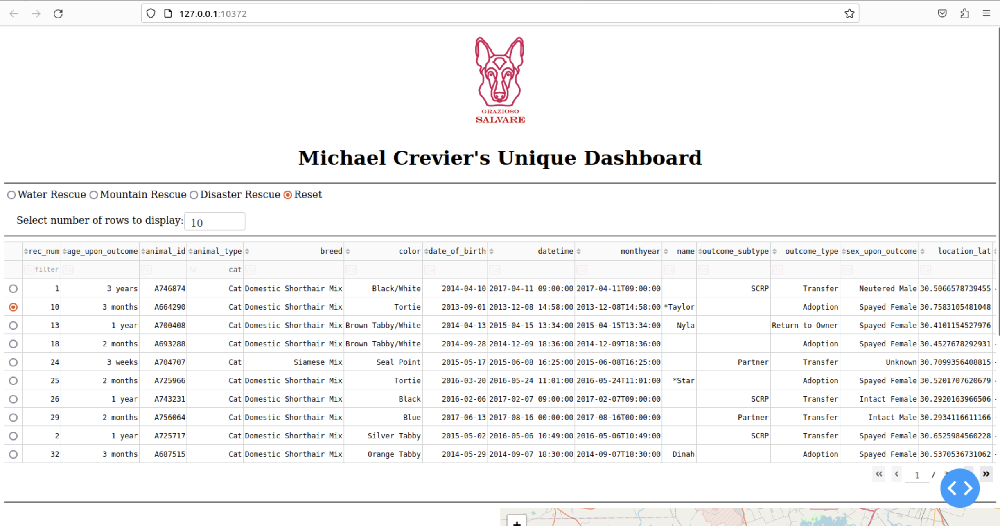 127.0.0.1:10372
GRAZIOSO
SALVARE
Michael Crevier's Unique Dashboard
Water Rescue Mountain Rescue Disaster Rescue Reset
Select number of rows to display: 10
rec_num age_upon_outcome animal_id animal_type breed color date_of_birth datetime monthyear name outcome_subtype outcome_type sex_upon_outcome location_lat
Aa filter Aa Aa Aa cat Aa Aa Aa Aa Aa Aa Aa Aa Aa Aa
1 3 years A746874 Cat Domestic Shorthair Mix Black/White 2014-04-10 2017-04-11 09:00:00 2017-04-11T09:00:00 SCRP Transfer Neutered Male 30.5066578739455
10 3 months A664290 Cat Domestic Shorthair Mix Tortie 2013-09-01 2013-12-08 14:58:00 2013-12-08T14:58:00 *Taylor Adoption Spayed Female 30.7583105481048
13 1 year A700408 Cat Domestic Shorthair Mix Brown Tabby/White 2014-04-13 2015-04-15 13:34:00 2015-04-15T13:34:00 Nyla Return to Owner Spayed Female 30.4101154527976
18 2 months A693288 Cat Domestic Shorthair Mix Brown Tabby/White 2014-09-28 2014-12-09 18:36:00 2014-12-09T18:36:00 Adoption Spayed Female 30.4527678292931
24 3 weeks A704707 Cat Siamese Mix Seal Point 2015-05-17 2015-06-08 16:25:00 2015-06-08T16:25:00 Partner Transfer Unknown 30.7099356408815
25 2 months A725966 Cat Domestic Shorthair Mix Tortie 2016-03-20 2016-05-24 11:01:00 2016-05-24T11:01:00 *Star Adoption Spayed Female 30.5201707620679
26 1 year A743231 Cat Domestic Shorthair Mix Black 2016-02-06 2017-02-07 09:00:00 2017-02-07T09:00:00 SCRP Transfer Intact Female 30.2920163966506
29 2 months A756064 Cat Domestic Shorthair Mix Blue 2017-06-13 2017-08-16 00:00:00 2017-08-16T00:00:00 Partner Transfer Intact Male 30.2934116611166
2 1 year A725717 Cat Domestic Shorthair Mix Silver Tabby 2015-05-02 2016-05-06 10:49:00 2016-05-06T10:49:00 SCRP Transfer Spayed Female 30.6525984560228
32 3 months A687515 Cat Domestic Shorthair Mix Orange Tabby 2014-05-29 2014-09-07 18:30:00 2014-09-07T18:30:00 Dinah Adoption Spayed Female 30.5370536731062
1 /
+